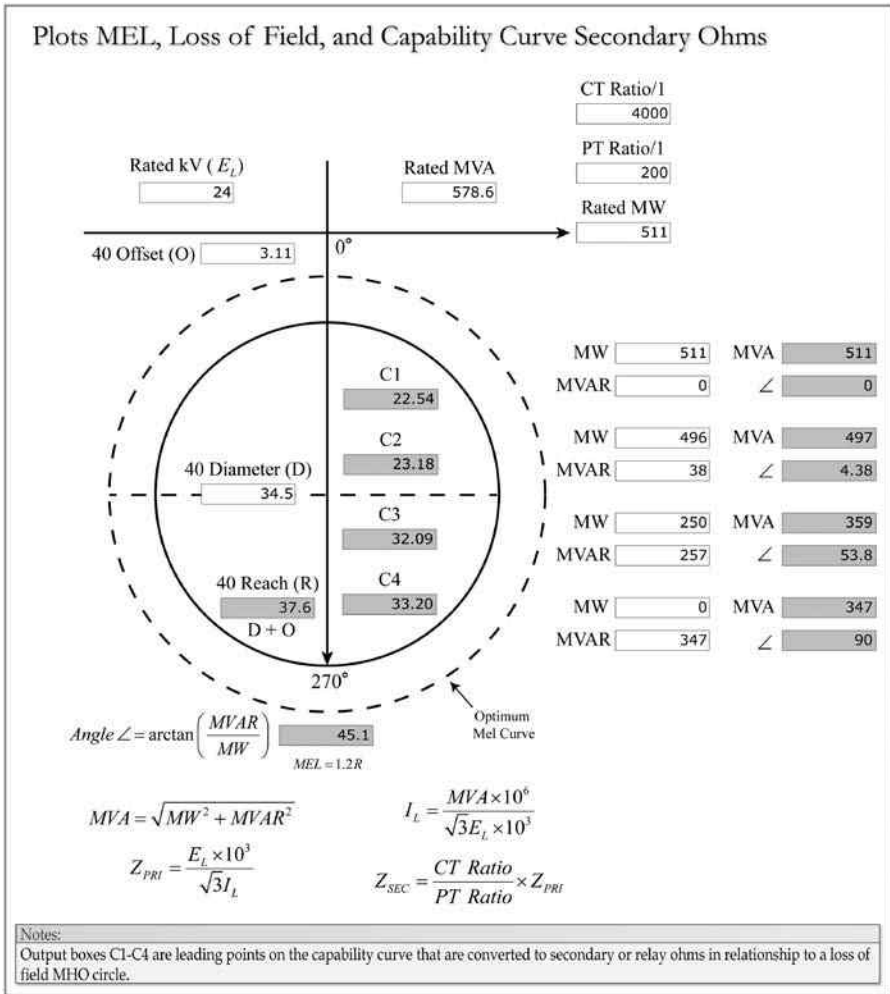 Plots MEL, Loss of Field, and Capability Curve Secondary Ohms
CT Ratio/1
4000
PT Ratio/1
200
Rated kV (E_L)
24
Rated MVA
578.6
Rated MW
511
40 Offset (O) 3.11
0°
C1
22.54
C2
23.18
40 Diameter (D)
34.5
C3
32.09
40 Reach (R)
37.6
D + O
C4
33.20
270°
MW 511 MVA 511
MVAR 0 ∠ 0
MW 496 MVA 497
MVAR 38 ∠ 4.38
MW 250 MVA 359
MVAR 257 ∠ 53.8
MW 0 MVA 347
MVAR 347 ∠ 90
Optimum
Mel Curve
Angle ∠ = arctan(MVAR/MW) 45.1
MEL = 1.2R
MVA = √(MW² + MVAR²)
I_L = (MVA × 10⁶)/(√3E_L × 10³)
Z_PRI = (E_L × 10³)/(√3I_L)
Z_SEC = (CT Ratio/PT Ratio) × Z_PRI
Notes:
Output boxes C1-C4 are leading points on the capability curve that are converted to secondary or relay ohms in relationship to a loss of
field MHO circle.